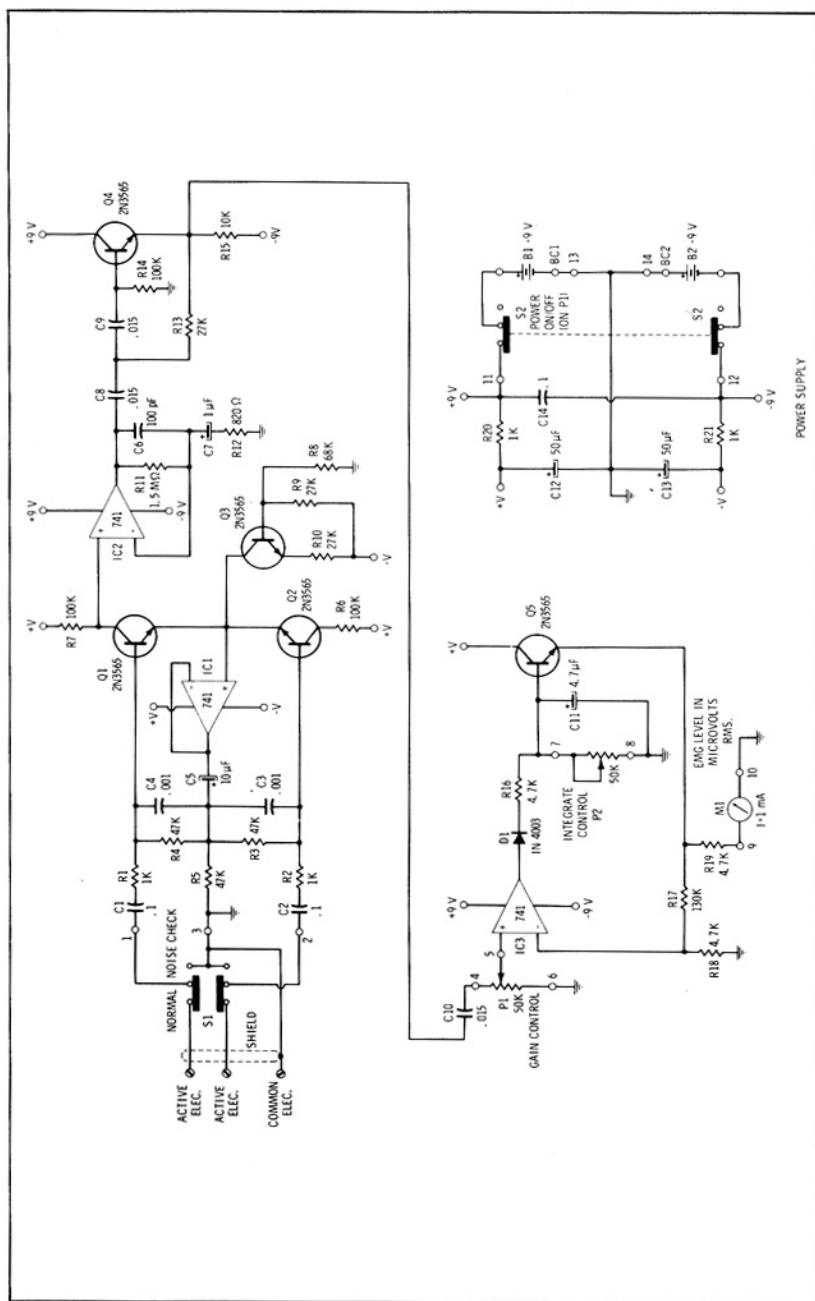 ACTIVE
ELEC.
ACTIVE
ELEC.
COMMON
ELEC.
SHIELD
NORMAL
NOISE CHECK
S1
1
2
3
C1
.1
R1
1K
C2
.1
R2
1K
R5
47K
R4
47K
R3
47K
C4
.001
C3
.001
C5
+
10 μF
741
IC1
+V
-V
-
+
Q1
2N3565
R7
100K
+V
Q2
2N3565
R6
100K
+V
Q3
2N3565
R10
27K
R9
27K
R8
68K
-V
IC2
741
+
-
+9 V
-9 V
R11
1.5 MΩ
C6
100 pF
C7
+
1 μF
R12
820 Ω
C8
.015
C9
.015
R13
27K
R14
100K
Q4
2N3565
+9 V
R15
10K
-9V
C10
.015
4
P1
50K
5
6
GAIN CONTROL
IC3
741
+
-
+9 V
-9 V
D1
IN 4003
R16
4.7K
INTEGRATE
CONTROL
P2
7
50K
8
C11
+
4.7μF
Q5
2N3565
+V
R17
130K
R18
4.7K
R19
4.7K
9
M1
1-1 mA
10
EMG LEVEL IN
MICROVOLTS
RMS.
+V
R20
1K
+9 V
11
C12
+
50 μF
C14
.1
C13
+
50 μF
-V
R21
1K
-9 V
12
S2
POWER
ON/OFF
(ON P1)
S2
B1 -9 V
+
BC1
13
14
BC2
+
B2 -9 V
POWER SUPPLY